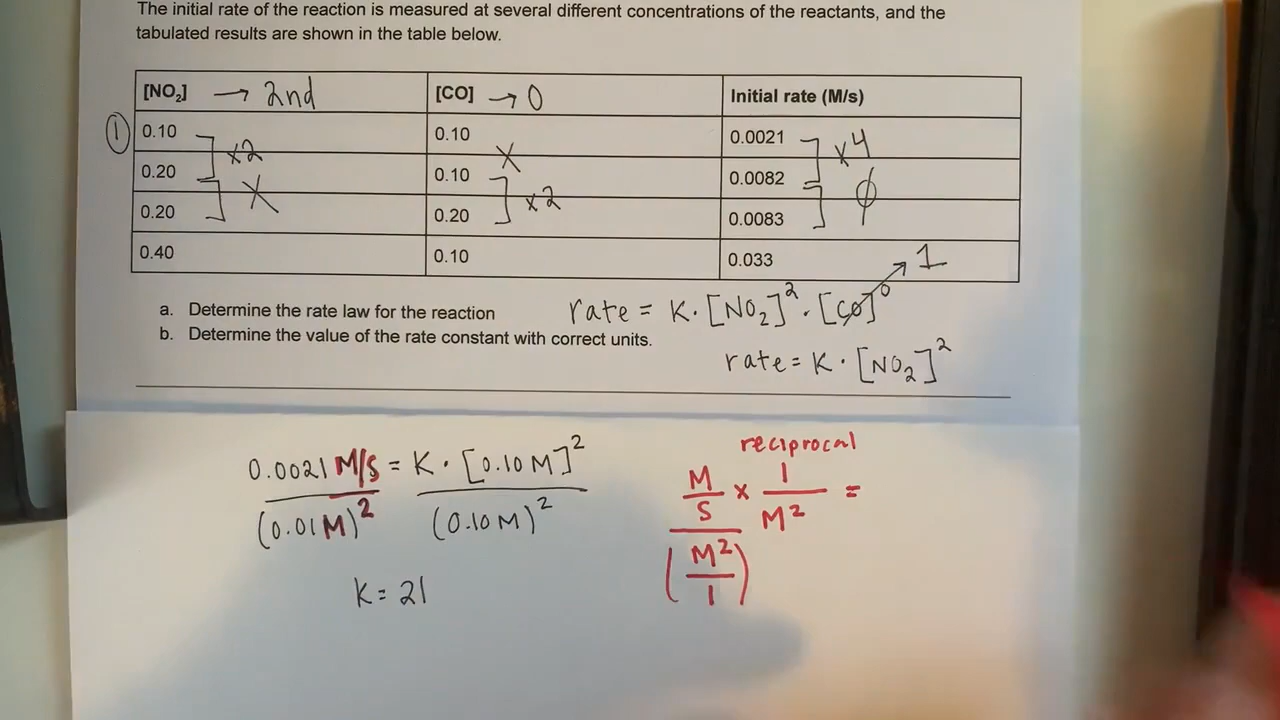 The initial rate of the reaction is measured at several different concentrations of the reactants, and the
tabulated results are shown in the table below.
[NO₂] → 2nd [CO] → 0 Initial rate (M/s)
① 0.10 0.10 0.0021
x2 X x4
0.20 0.10 0.0082
X x2 ϕ
0.20 0.20 0.0083
0.40 0.10 0.033
1
a. Determine the rate law for the reaction rate = K · [NO₂]² · [CO]⁰
b. Determine the value of the rate constant with correct units.
rate = K · [NO₂]²
0.0021 M/S = K · [0.10 M]²
(0.01M)² (0.10M)²
K = 21
reciprocal
M/S x 1/M² =
(M²/1)